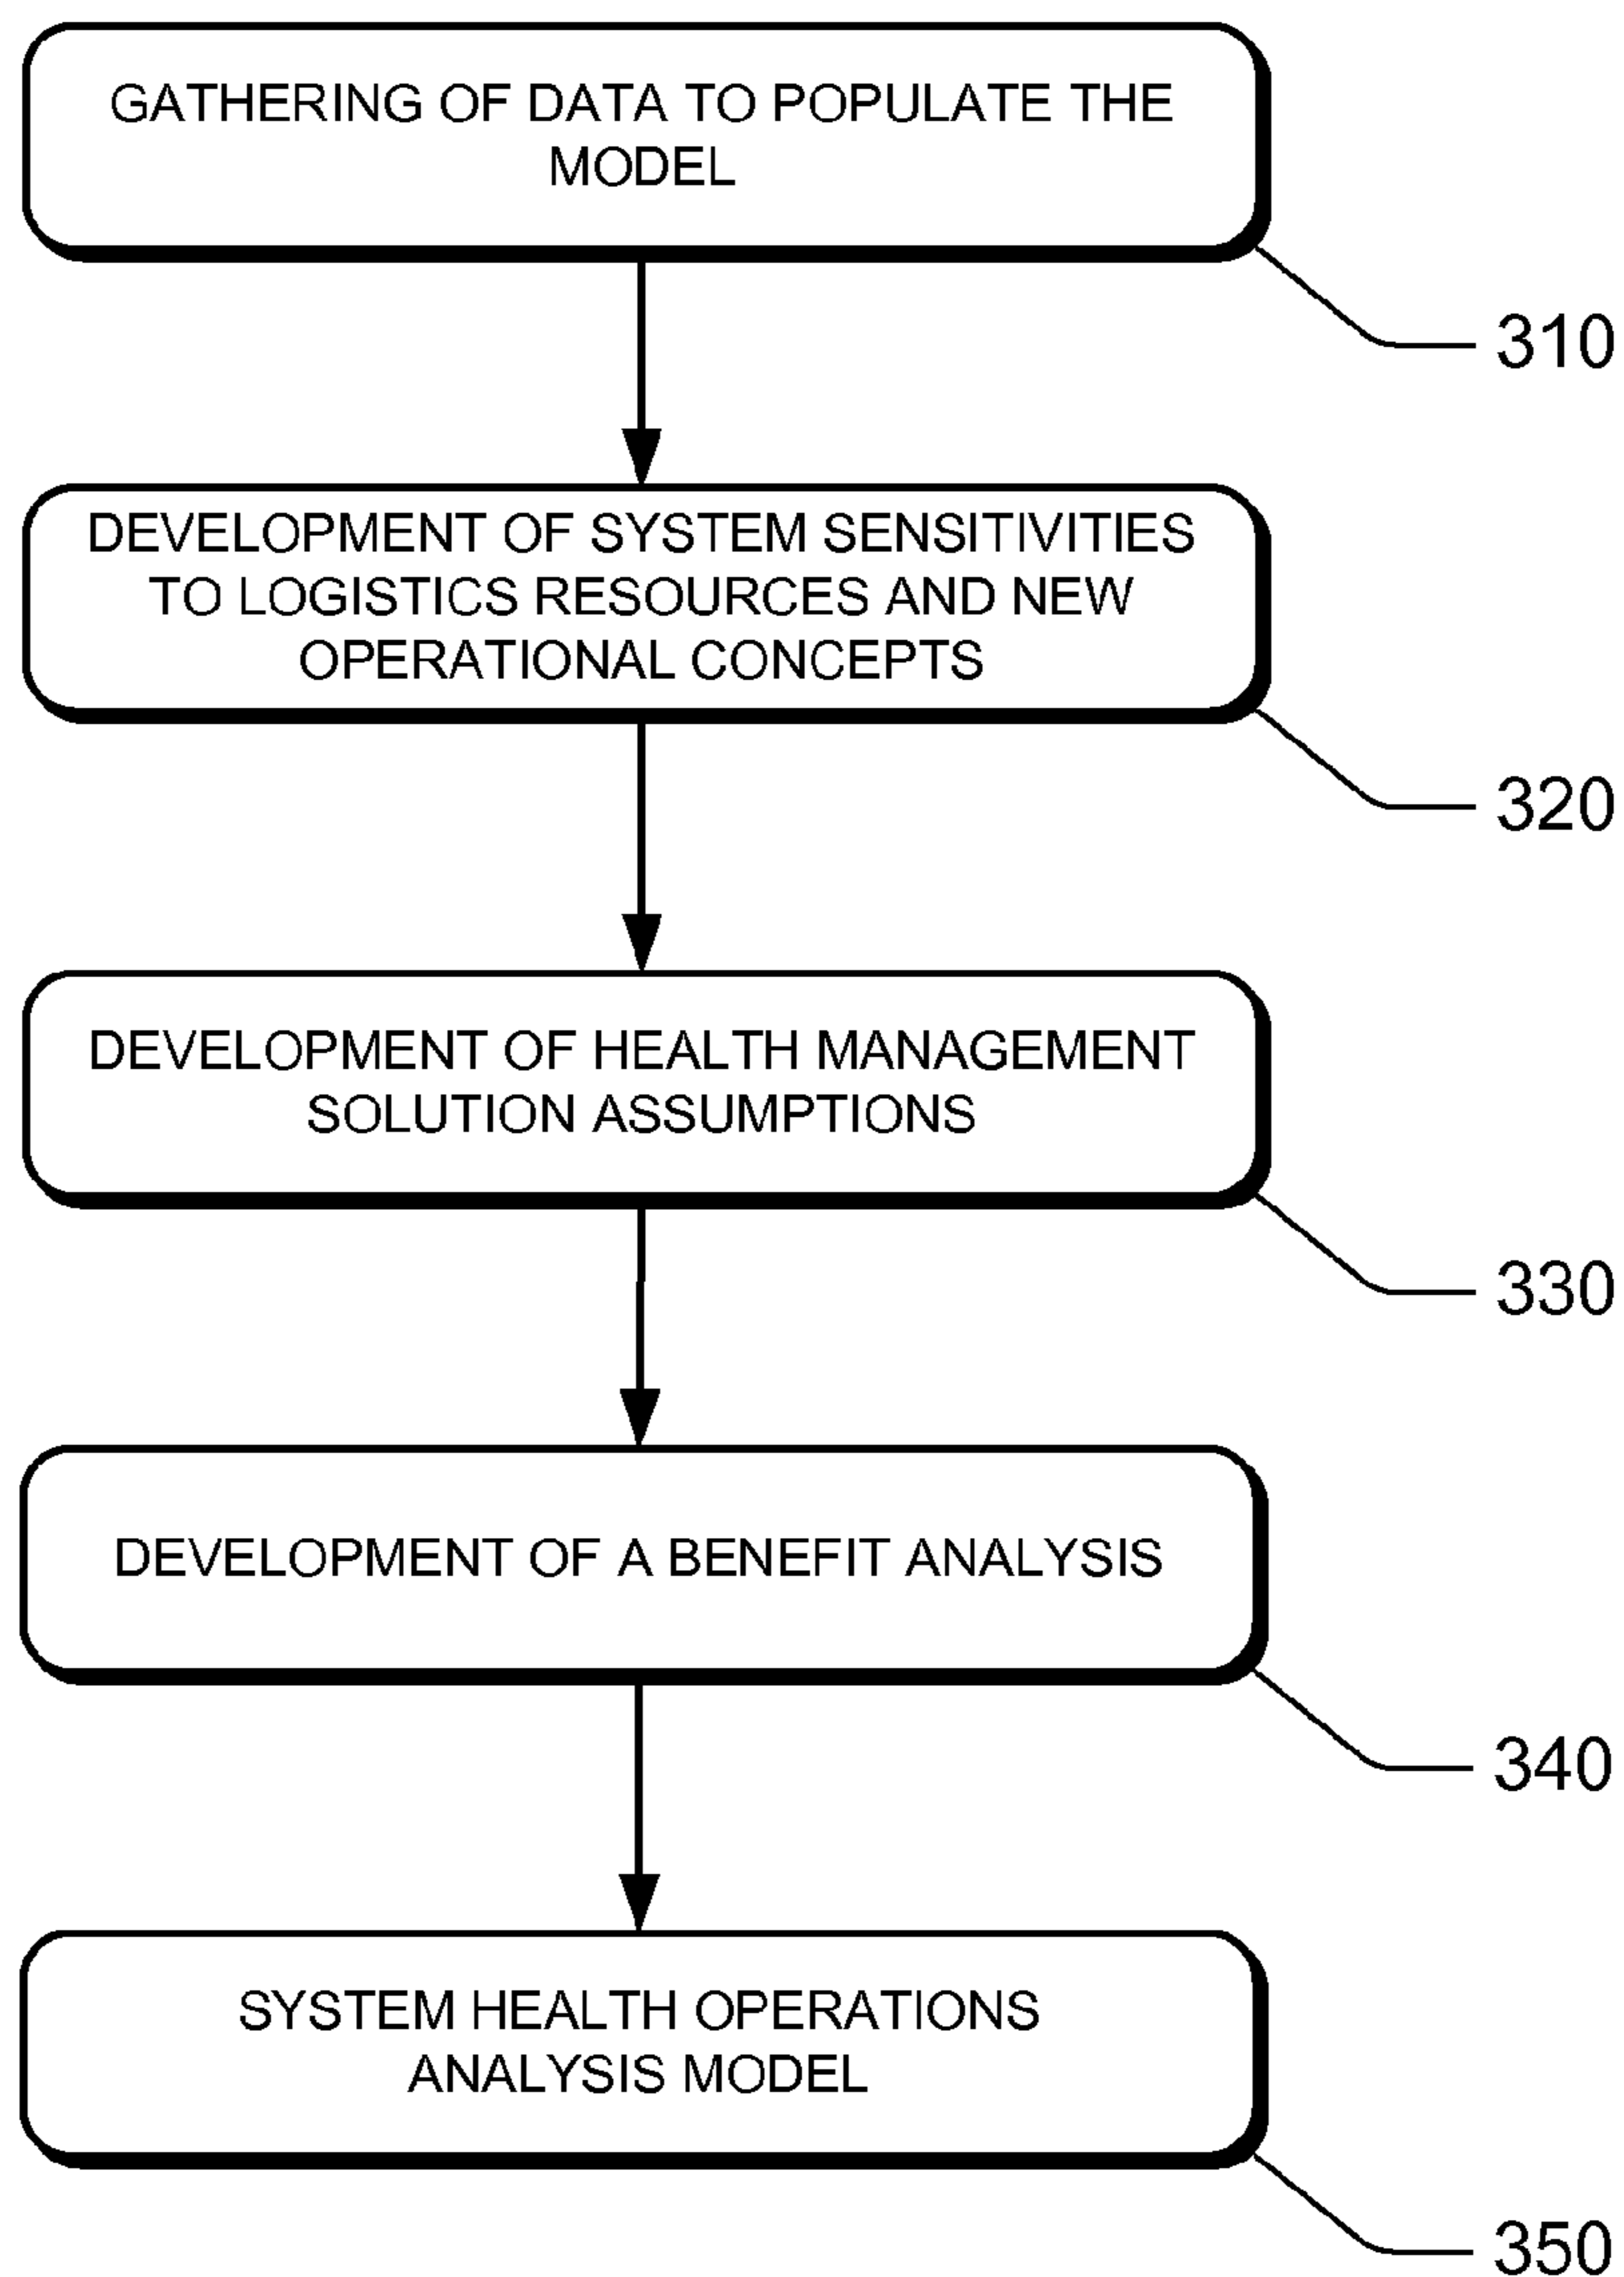 GATHERING OF DATA TO POPULATE THE
MODEL
310
DEVELOPMENT OF SYSTEM SENSITIVITIES
TO LOGISTICS RESOURCES AND NEW
OPERATIONAL CONCEPTS
320
DEVELOPMENT OF HEALTH MANAGEMENT
SOLUTION ASSUMPTIONS
330
DEVELOPMENT OF A BENEFIT ANALYSIS
340
SYSTEM HEALTH OPERATIONS
ANALYSIS MODEL
350